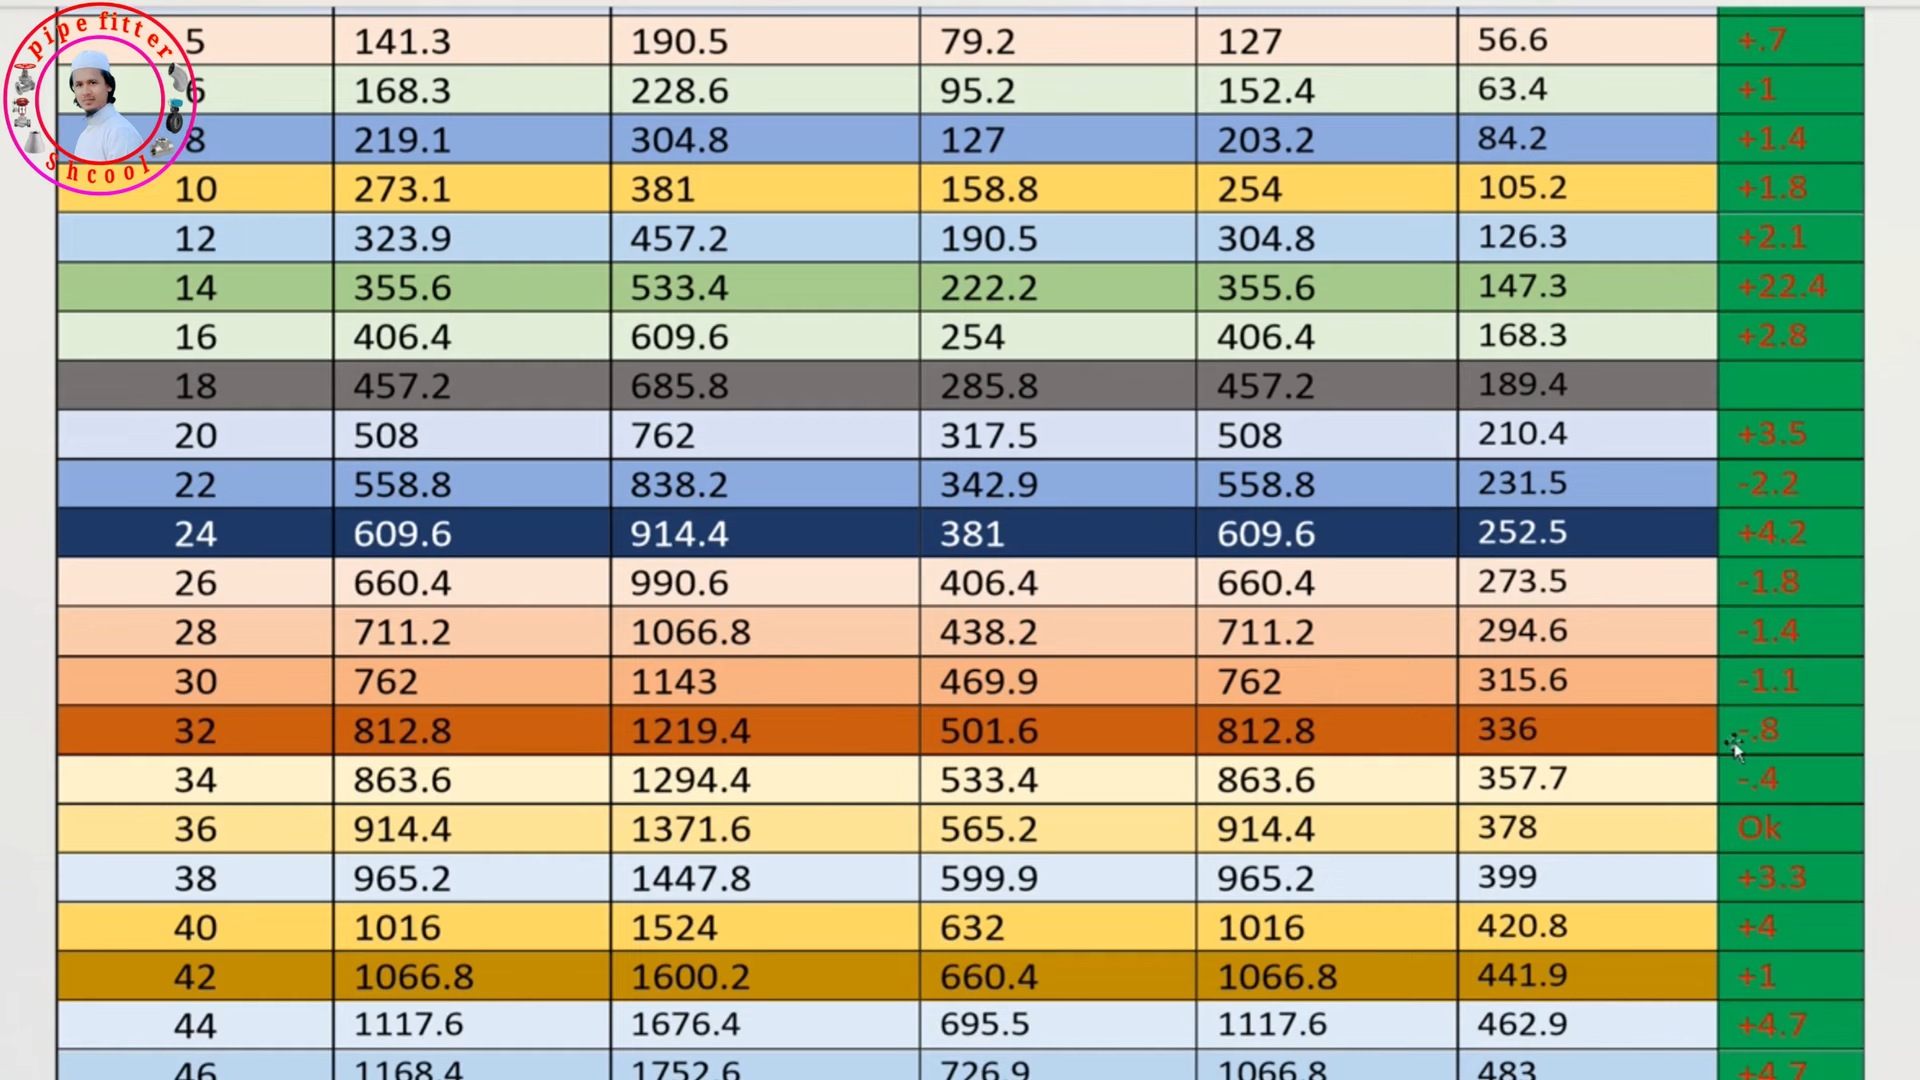 pipe fitter
shcool
5 141.3 190.5 79.2 127 56.6 +.7
6 168.3 228.6 95.2 152.4 63.4 +1
8 219.1 304.8 127 203.2 84.2 +1.4
10 273.1 381 158.8 254 105.2 +1.8
12 323.9 457.2 190.5 304.8 126.3 +2.1
14 355.6 533.4 222.2 355.6 147.3 +22.4
16 406.4 609.6 254 406.4 168.3 +2.8
18 457.2 685.8 285.8 457.2 189.4
20 508 762 317.5 508 210.4 +3.5
22 558.8 838.2 342.9 558.8 231.5 -2.2
24 609.6 914.4 381 609.6 252.5 +4.2
26 660.4 990.6 406.4 660.4 273.5 -1.8
28 711.2 1066.8 438.2 711.2 294.6 -1.4
30 762 1143 469.9 762 315.6 -1.1
32 812.8 1219.4 501.6 812.8 336 -.8
34 863.6 1294.4 533.4 863.6 357.7 -.4
36 914.4 1371.6 565.2 914.4 378 Ok
38 965.2 1447.8 599.9 965.2 399 +3.3
40 1016 1524 632 1016 420.8 +4
42 1066.8 1600.2 660.4 1066.8 441.9 +1
44 1117.6 1676.4 695.5 1117.6 462.9 +4.7
46 1168.4 1752.6 726.9 1066.8 483 +4.7